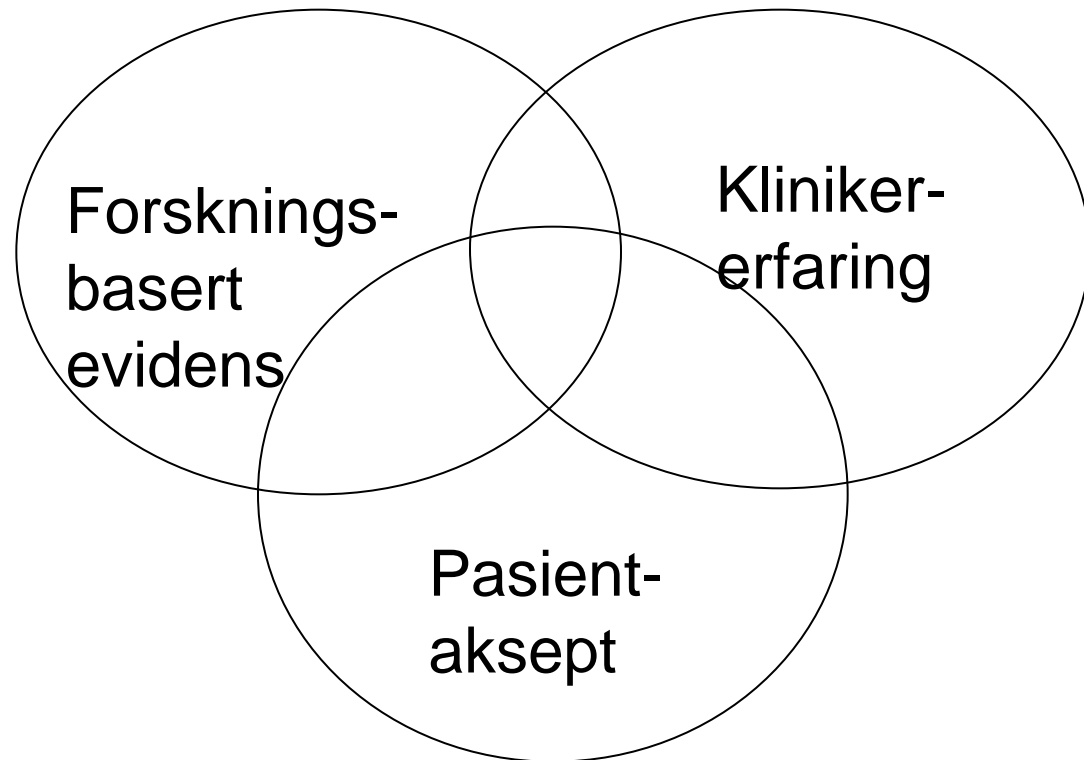 Forsknings-
basert
evidens
Kliniker-
erfaring
Pasient-
aksept